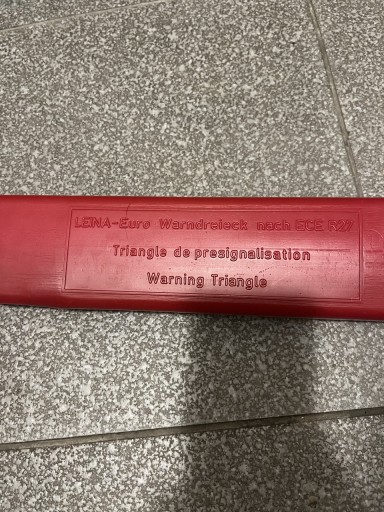 LEINA-Euro Warndreieck nach ECE R27
Triangle de presignalisation
Warning Triangle